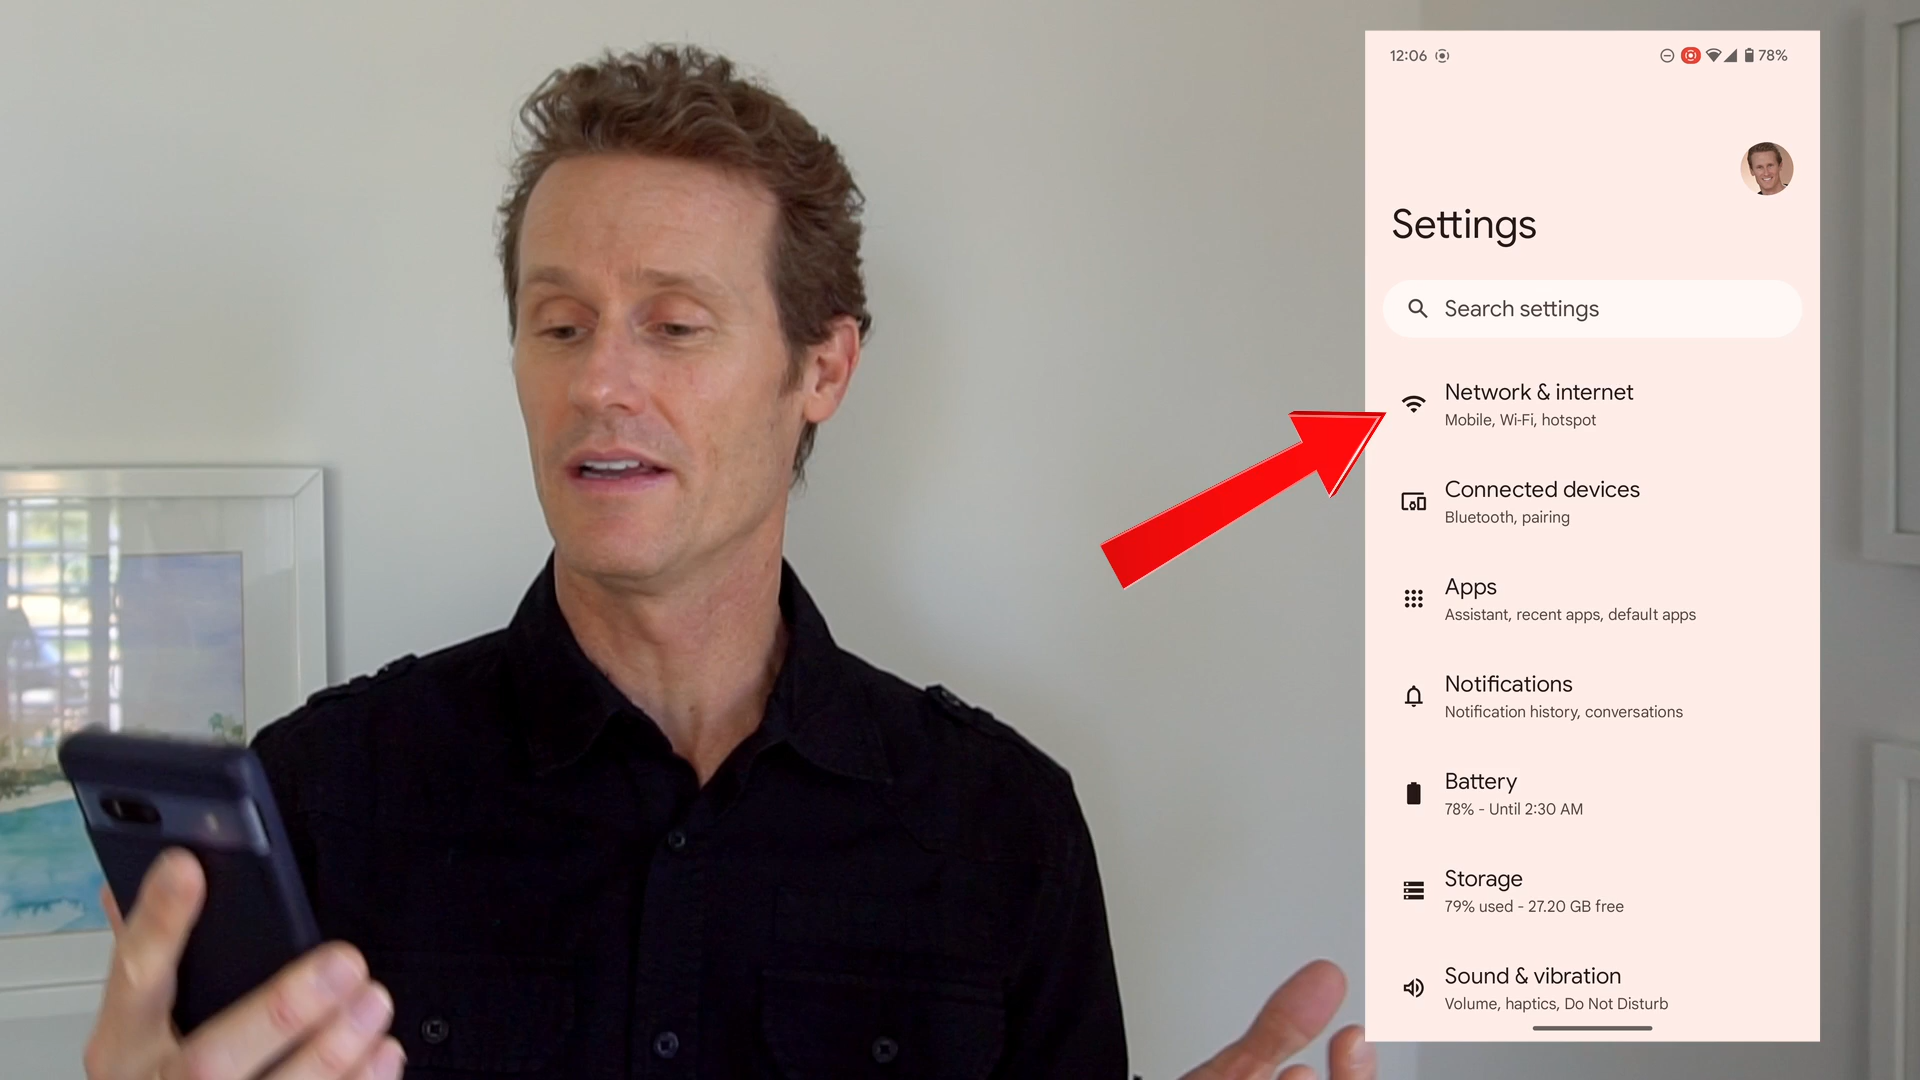 12:06 78%
Settings
Search settings
Network & internet
Mobile, Wi-Fi, hotspot
Connected devices
Bluetooth, pairing
Apps
Assistant, recent apps, default apps
Notifications
Notification history, conversations
Battery
78% - Until 2:30 AM
Storage
79% used - 27.20 GB free
Sound & vibration
Volume, haptics, Do Not Disturb